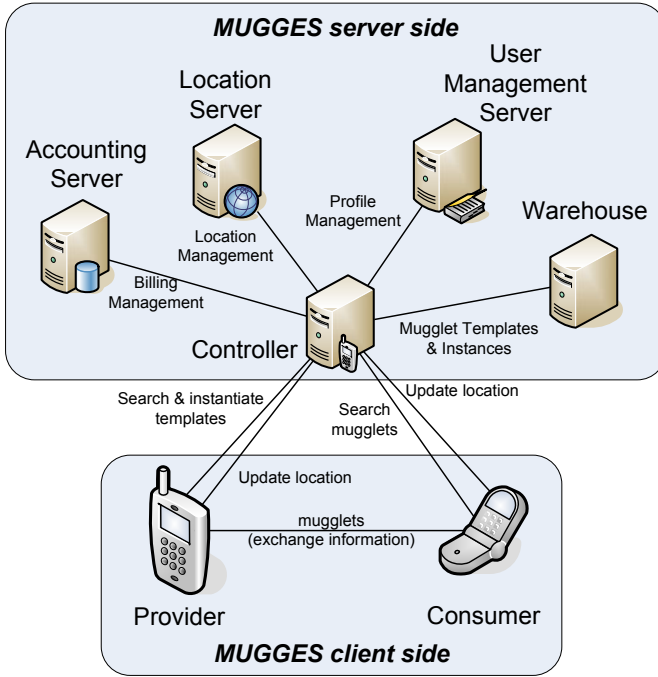 MUGGES server side
Location
Server
User
Management
Server
Accounting
Server
Warehouse
Profile
Management
Location
Management
Billing
Management
Mugglet Templates
& Instances
Controller
Search & instantiate
templates
Update location
Search
mugglets
Update location
mugglets
(exchange information)
Provider
Consumer
MUGGES client side